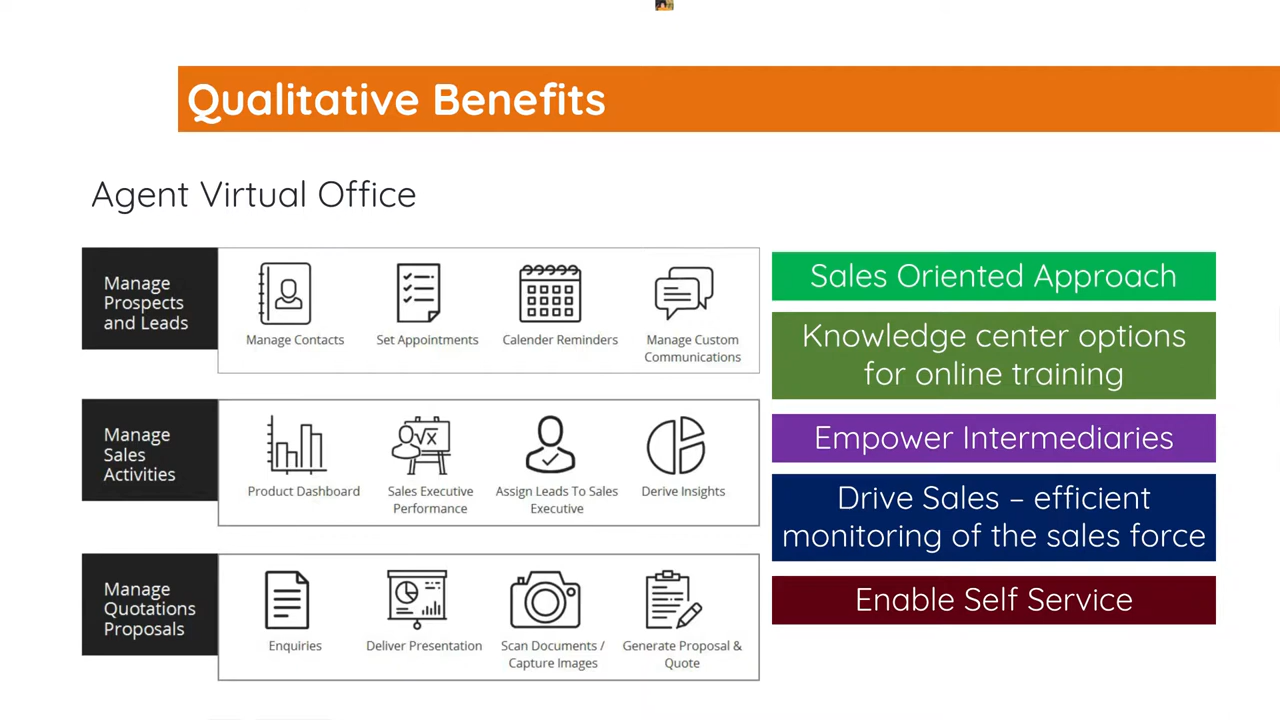 Qualitative Benefits
Agent Virtual Office
Manage
Prospects
and Leads
Manage Contacts
Set Appointments
Calender Reminders
Manage Custom
Communications
Manage
Sales
Activities
Product Dashboard
Sales Executive
Performance
Assign Leads To Sales
Executive
Derive Insights
Manage
Quotations
Proposals
Enquiries
Deliver Presentation
Scan Documents /
Capture Images
Generate Proposal &
Quote
Sales Oriented Approach
Knowledge center options
for online training
Empower Intermediaries
Drive Sales – efficient
monitoring of the sales force
Enable Self Service